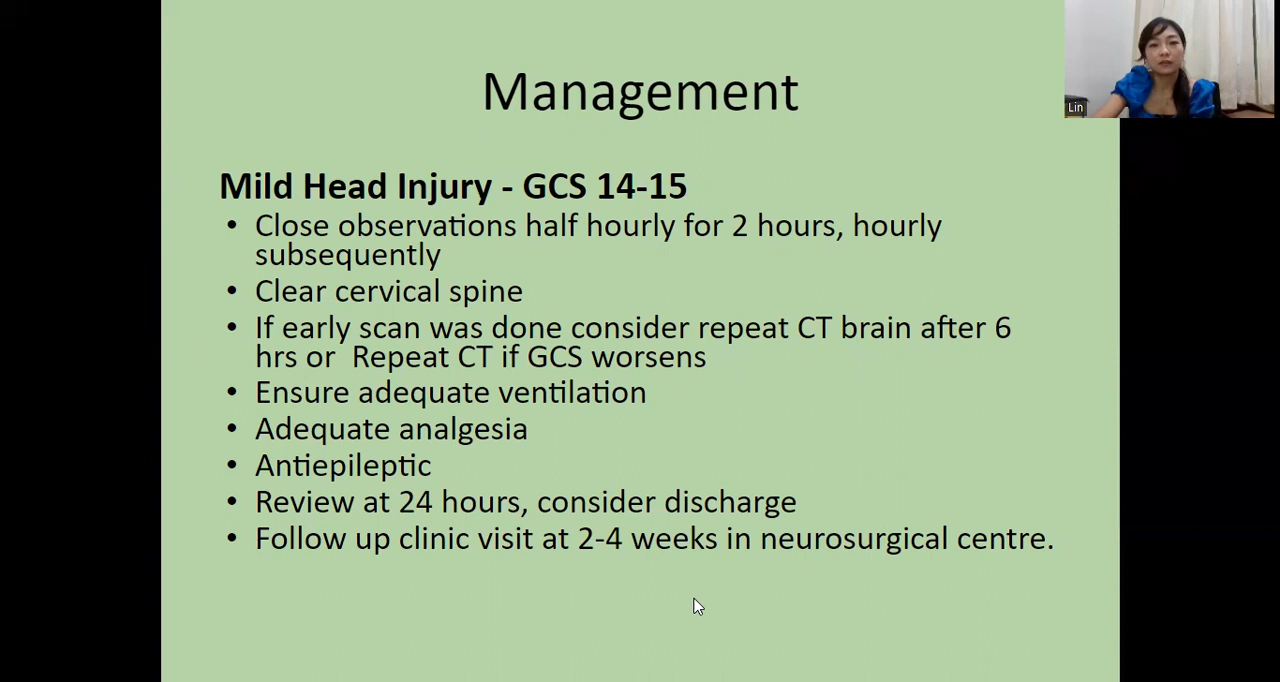 Management
Lin
Mild Head Injury - GCS 14-15
• Close observations half hourly for 2 hours, hourly
subsequently
• Clear cervical spine
• If early scan was done consider repeat CT brain after 6
hrs or  Repeat CT if GCS worsens
• Ensure adequate ventilation
• Adequate analgesia
• Antiepileptic
• Review at 24 hours, consider discharge
• Follow up clinic visit at 2-4 weeks in neurosurgical centre.